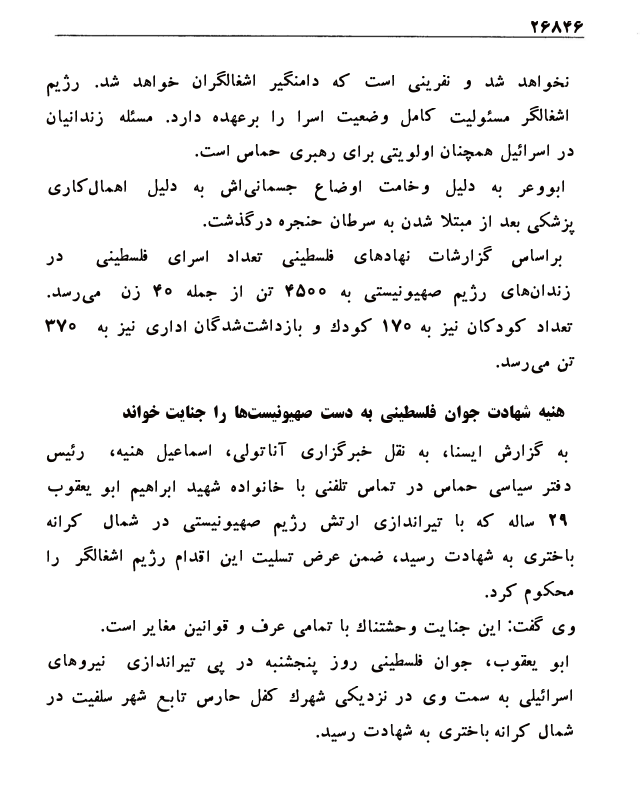 ۲۶۸۴۶
نخواهد شد و نفرینی است که دامنگیر اشغالگران خواهد شد. رژیم
اشغالگر مسئولیت کامل وضعیت اسرا را برعهده دارد. مسئله زندانیان
در اسرائیل همچنان اولویتی برای رهبری حماس است.
ابووعر به دلیل وخامت اوضاع جسمانی‌اش به دلیل اهمال‌کاری
پزشکی بعد از مبتلا شدن به سرطان حنجره درگذشت.
براساس گزارشات نهادهای فلسطینی تعداد اسرای فلسطینی در
زندان‌های رژیم صهیونیستی به ۴۵۰۰ تن از جمله ۴۰ زن می‌رسد.
تعداد کودکان نیز به ۱۷۰ کودك و بازداشت‌شدگان اداری نیز به ۳۷۰
تن می‌رسد.
هنیه شهادت جوان فلسطینی به دست صهیونیست‌ها را جنایت خواند
به گزارش ایسنا، به نقل خبرگزاری آناتولی، اسماعیل هنیه، رئیس
دفتر سیاسی حماس در تماس تلفنی با خانواده شهید ابراهیم ابو یعقوب
۲۹ ساله که با تیراندازی ارتش رژیم صهیونیستی در شمال کرانه
باختری به شهادت رسید، ضمن عرض تسلیت این اقدام رژیم اشغالگر را
محکوم کرد.
وی گفت: این جنایت وحشتناك با تمامی عرف و قوانین مغایر است.
ابو یعقوب، جوان فلسطینی روز پنجشنبه در پی تیراندازی نیروهای
اسرائیلی به سمت وی در نزدیکی شهرك کفل حارس تابع شهر سلفیت در
شمال کرانه باختری به شهادت رسید.